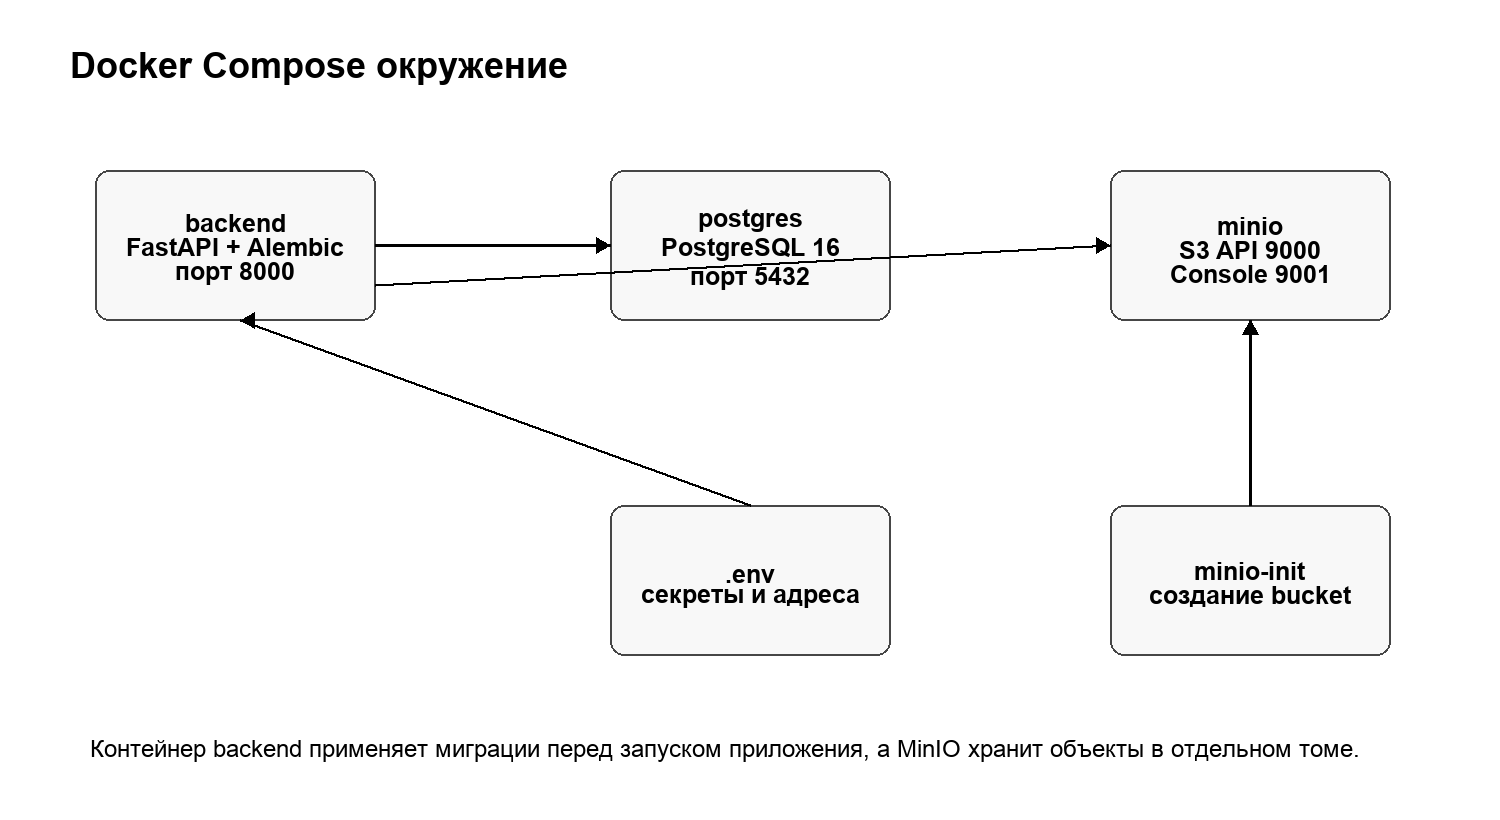 Docker Compose окружение
backend
FastAPI + Alembic
порт 8000
postgres
PostgreSQL 16
порт 5432
minio
S3 API 9000
Console 9001
.env
секреты и адреса
minio-init
создание bucket
Контейнер backend применяет миграции перед запуском приложения, а MinIO хранит объекты в отдельном томе.